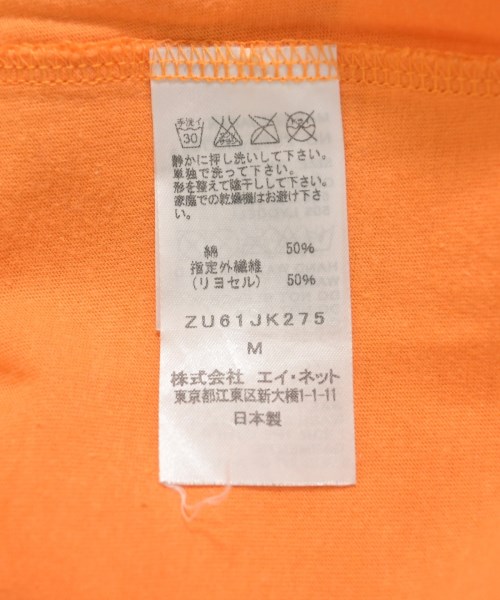 手洗イ
30
静かに押し洗いして下さい。
単独で洗って下さい。
形を整えて陰干しして下さい。
家庭での乾燥機はお避け下さ
い。
綿 50%
指定外繊維
(リヨセル) 50%
ZU61JK275
M
株式会社 エイ・ネット
東京都江東区新大橋1-1-11
日本製